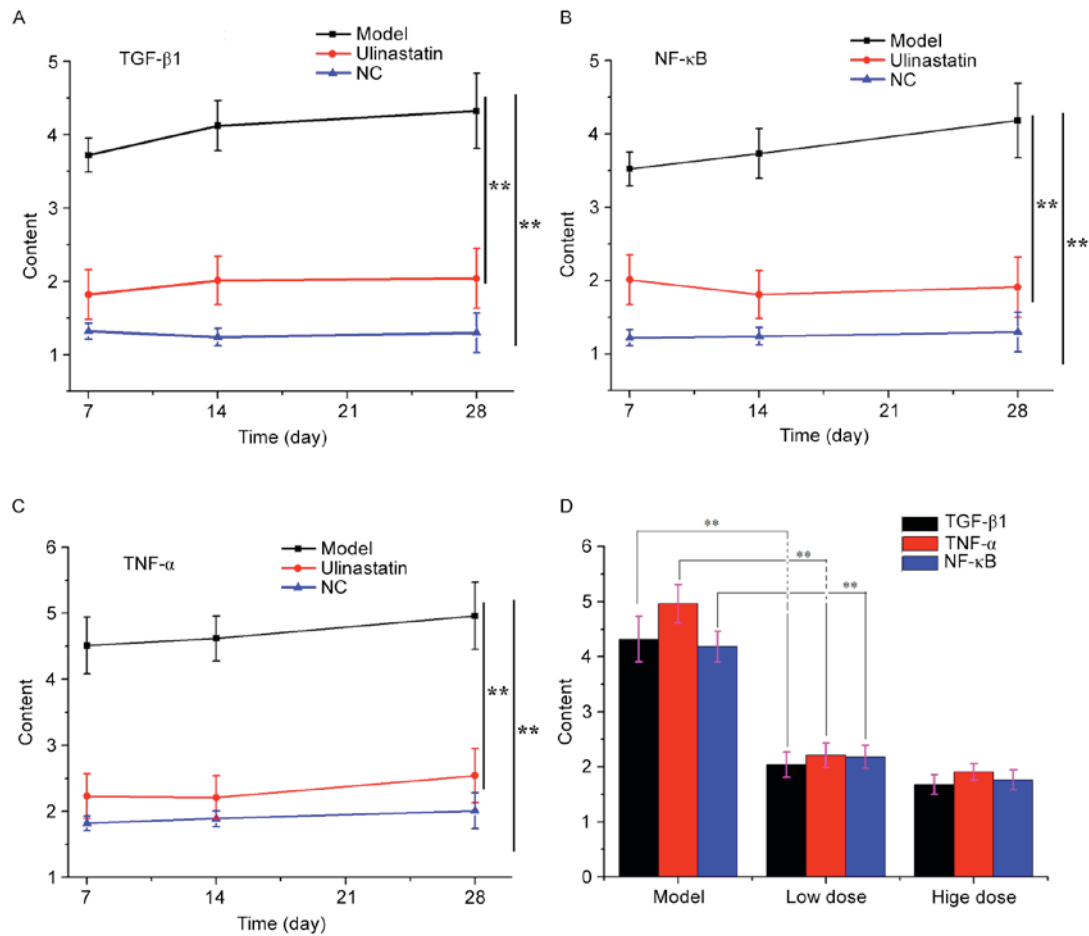 A
TGF-β1
Model
Ulinastatin
NC
5
4
3
2
1
Content
**
**
7
14
21
28
Time (day)
B
NF-κB
Model
Ulinastatin
NC
5
4
3
2
1
Content
**
**
7
14
21
28
Time (day)
C
TNF-α
Model
Ulinastatin
NC
6
5
4
3
2
1
Content
**
**
7
14
21
28
Time (day)
D
TGF-β1
TNF-α
NF-κB
**
**
**
6
5
4
3
2
1
0
Content
Model
Low dose
Hige dose